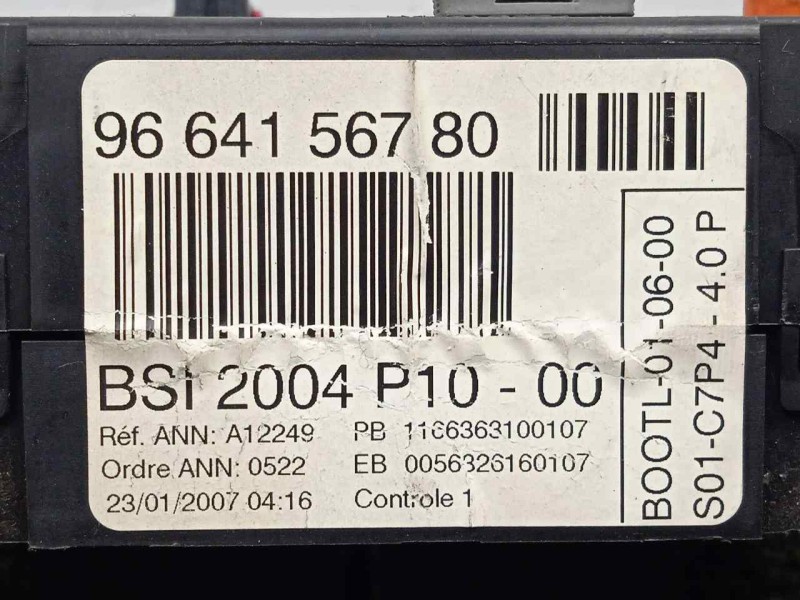 96 641 567 80
BSI 2004 P10 - 00
Réf. ANN: A12249 PB 1166363100107
Ordre ANN: 0522 EB 0056326160107
23/01/2007 04:16 Controle 1
BOOTL-01-06-00
S01-C7P4 - 4.0 P